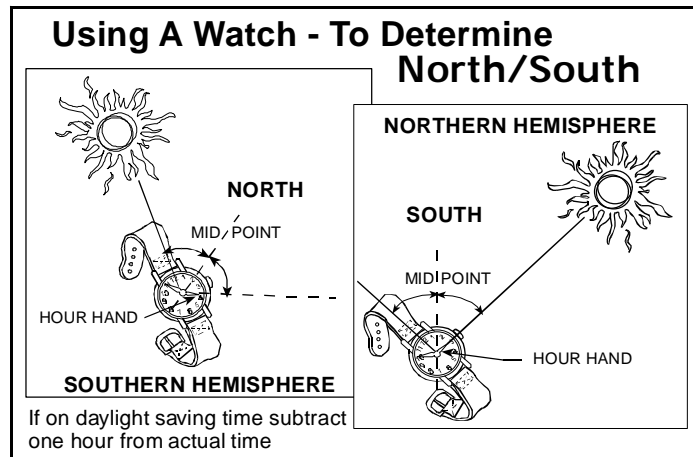 Using A Watch - To Determine
North/South
NORTH
MID POINT
HOUR HAND
SOUTHERN HEMISPHERE
NORTHERN HEMISPHERE
SOUTH
MID POINT
HOUR HAND
If on daylight saving time subtract
one hour from actual time